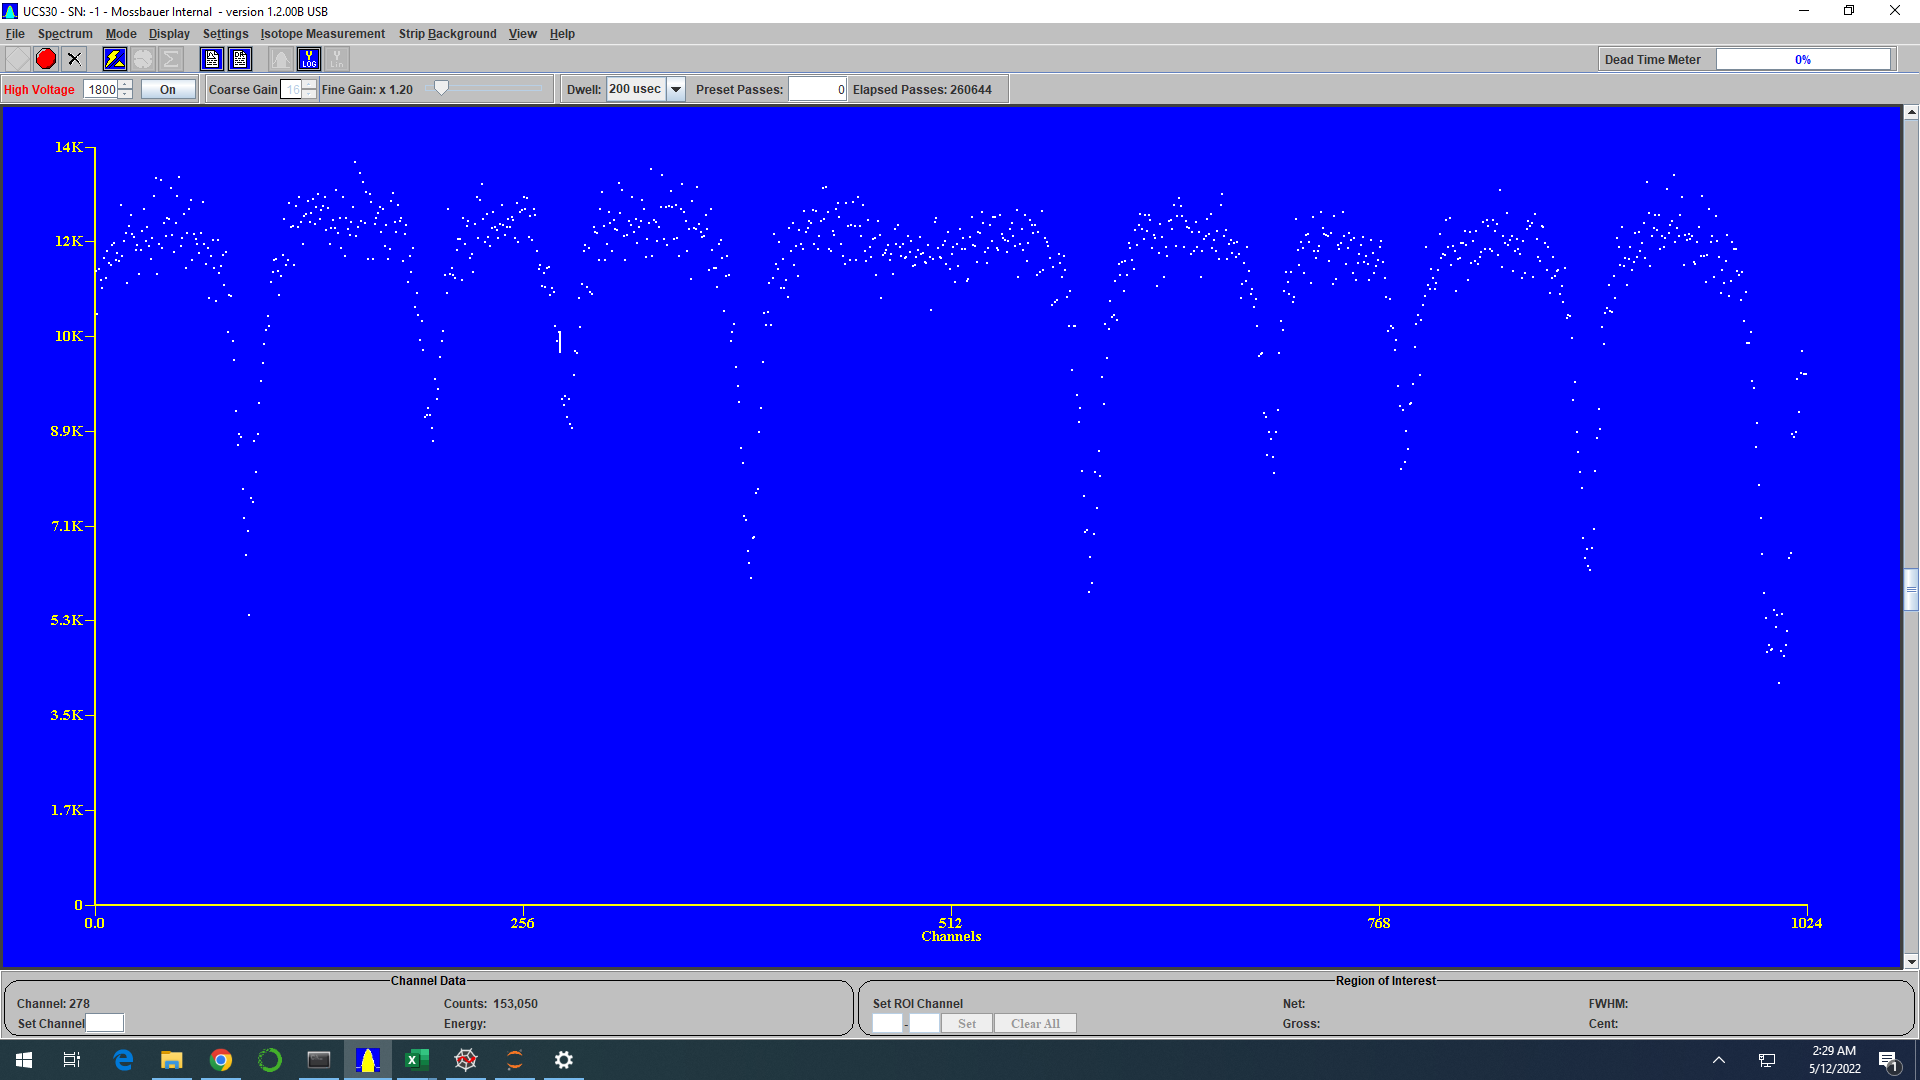 UCS30 - SN: -1 - Mossbauer Internal - version 1.2.00B USB
File Spectrum Mode Display Settings Isotope Measurement Strip Background View Help
Y LOG
Dead Time Meter 0%
High Voltage 1800 On Coarse Gain 16 Fine Gain: x 1.20 Dwell: 200 usec Preset Passes: 0 Elapsed Passes: 260644
14K
12K
10K
8.9K
7.1K
5.3K
3.5K
1.7K
0
0.0 256 512 768 1024
Channels
Channel Data Region of Interest
Channel: 278 Counts: 153,050 Set ROI Channel Net: FWHM:
Set Channel Energy: - Set Clear All Gross: Cent:
2:29 AM
5/12/2022
1